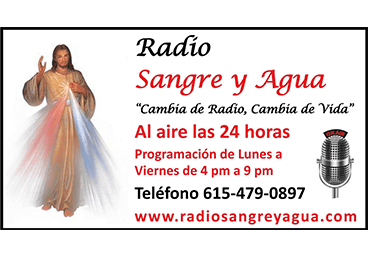 Radio
Sangre y Agua
“Cambia de Radio, Cambia de Vida”
Al aire las 24 horas
Programación de Lunes a
Viernes de 4 pm a 9 pm
Teléfono 615-479-0897
www.radiosangreyagua.com